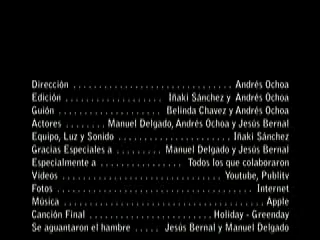 Dirección ................................ Andrés Ochoa
Edición ................... Iñaki Sánchez y Andrés Ochoa
Guión ..................... Belinda Chavez y Andrés Ochoa
Actores ........ Manuel Delgado, Andrés Ochoa y Jesús Bernal
Equipo, Luz y Sonido ....................... Iñaki Sánchez
Gracias Especiales a .......... Manuel Delgado y Jesús Bernal
Especialmente a ................ Todos los que colaboraron
Vídeos ................................ Youtube, Publitv
Fotos ........................................ Internet
Música ......................................... Apple
Canción Final ......................... Holiday - Greenday
Se aguantaron el hambre ..... Jesús Bernal y Manuel Delgado